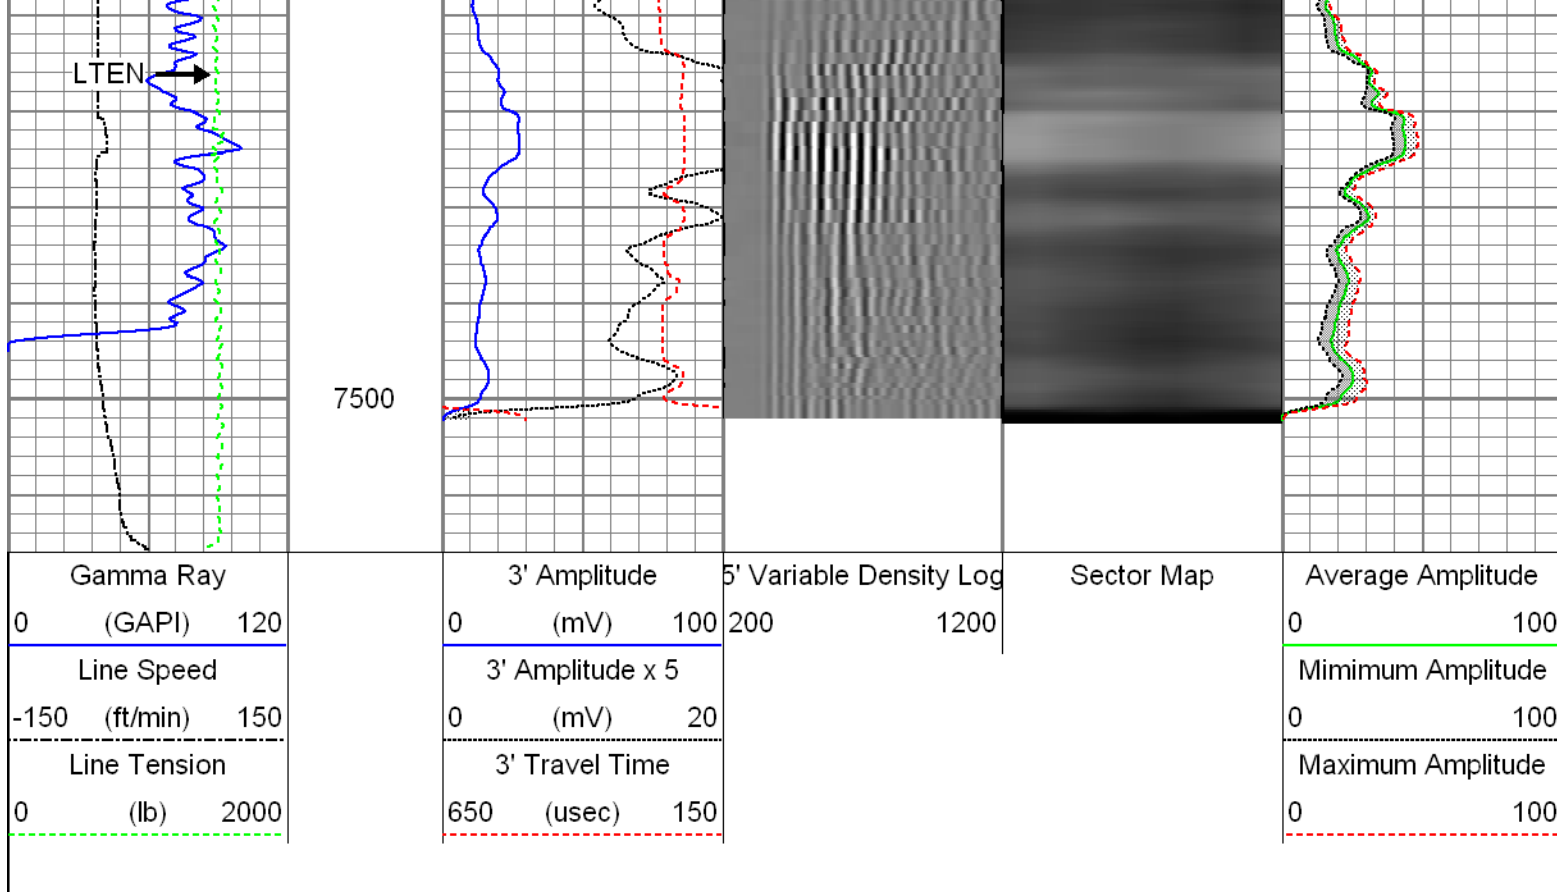 LTEN
7500
Gamma Ray
0 (GAPI) 120
Line Speed
-150 (ft/min) 150
Line Tension
0 (lb) 2000
3' Amplitude
0 (mV) 100
3' Amplitude x 5
0 (mV) 20
3' Travel Time
650 (usec) 150
5' Variable Density Log
200 1200
Sector Map
Average Amplitude
0 100
Mimimum Amplitude
0 100
Maximum Amplitude
0 100